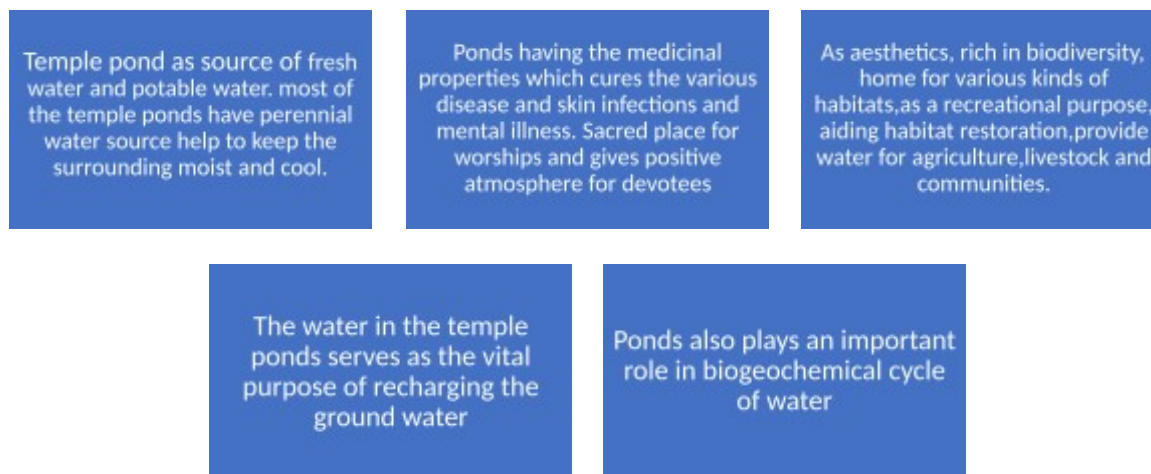 Temple pond as source of fresh
water and potable water. most of
the temple ponds have perennial
water source help to keep the
surrounding moist and cool.
Ponds having the medicinal
properties which cures the various
disease and skin infections and
mental illness. Sacred place for
worships and gives positive
atmosphere for devotees
As aesthetics, rich in biodiversity,
home for various kinds of
habitats,as a recreational purpose,
aiding habitat restoration,provide
water for agriculture,livestock and
communities.
The water in the temple
ponds serves as the vital
purpose of recharging the
ground water
Ponds also plays an important
role in biogeochemical cycle
of water